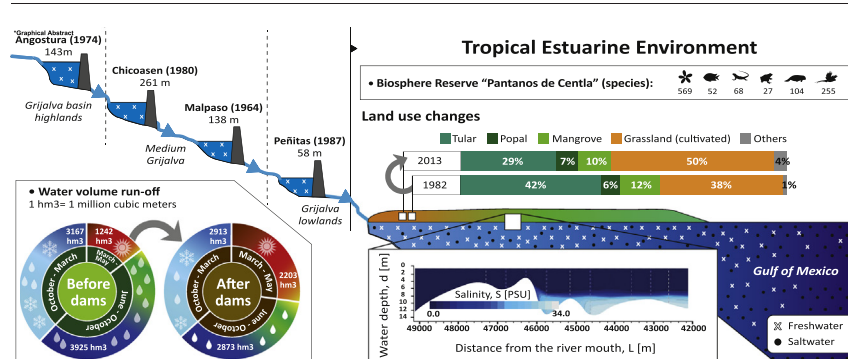 *Graphical Abstract
Angostura (1974)
143m
Chicoasen (1980)
261 m
Malpaso (1964)
138 m
Peñitas (1987)
58 m
Grijalva basin
highlands
Medium
Grijalva
Grijalva
lowlands
Tropical Estuarine Environment
• Biosphere Reserve “Pantanos de Centla” (species):
569 52 68 27 104 255
Land use changes
Tular Popal Mangrove Grassland (cultivated) Others
2013 29% 7% 10% 50% 4%
1982 42% 6% 12% 38% 1%
• Water volume run-off
1 hm3= 1 million cubic meters
3167
hm3
1242
hm3
October - March
March-
May
June - October
Before
dams
3925 hm3
2913
hm3
2203
hm3
October - March
March - May
June - October
After
dams
2873 hm3
Water depth, d [m]
0
2
4
6
8
10
12
14
Salinity, S [PSU]
0.0 34.0
49000 48000 47000 46000 45000 44000 43000 42000
Distance from the river mouth, L [m]
Gulf of Mexico
Freshwater
Saltwater